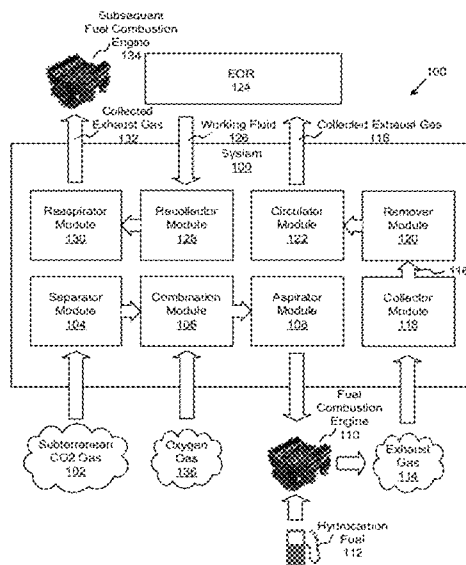 Subsequent
Fuel Combustion
Engine
134
EOR
124
100
Collected
Exhaust Gas
132
Working Fluid
126
Collected Exhaust Gas
116
System
100
Respirator
Module
130
Recollector
Module
128
Circulator
Module
122
Remover
Module
120
116
Separator
Module
104
Combination
Module
106
Aspirator
Module
108
Collector
Module
118
Subterranean
CO2 Gas
102
Oxygen
Gas
136
Fuel
Combustion
Engine
110
Exhaust
Gas
114
Hydrocarbon
Fuel
112